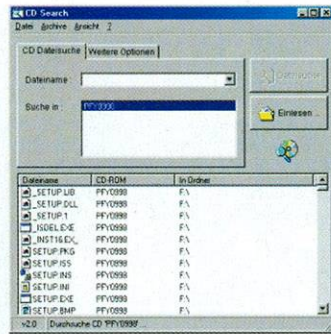 CD Search
Datei Archive Ansicht ?
CD Dateisuche Weitere Optionen
Dateiname :
Dateisuche
Suche in : PFY0998
Einlesen ..
Dateiname CD-ROM In Ordner
_SETUP.LIB PFY0998 F:\
_SETUP.DLL PFY0998 F:\
_SETUP.1 PFY0998 F:\
_ISDEL.EXE PFY0998 F:\
_INST16.EX_ PFY0998 F:\
SETUP.PKG PFY0998 F:\
SETUP.ISS PFY0998 F:\
SETUP.INS PFY0998 F:\
SETUP.INI PFY0998 F:\
SETUP.EXE PFY0998 F:\
SETUP.BMP PFY0998 F:\
v2.0 Durchsuche CD 'PFY0998' ...